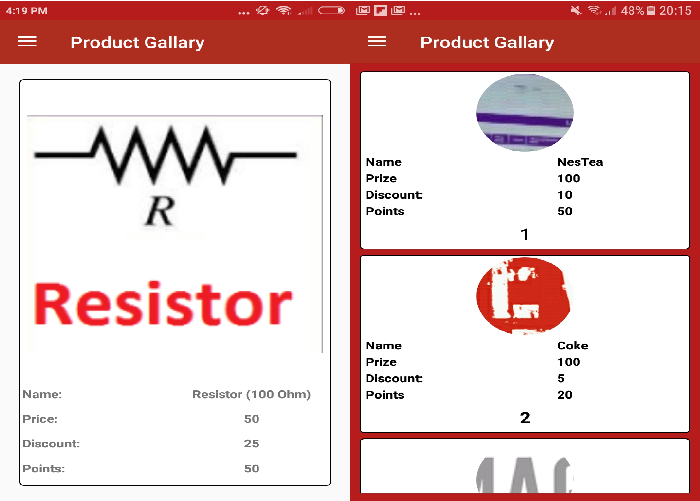 4:19 PM
Product Gallary
R
Resistor
Name: Resistor (100 Ohm)
Price: 50
Discount: 25
Points: 50
48% 20:15
Product Gallary
Name NesTea
Prize 100
Discount: 10
Points 50
1
Name Coke
Prize 100
Discount: 5
Points 20
2